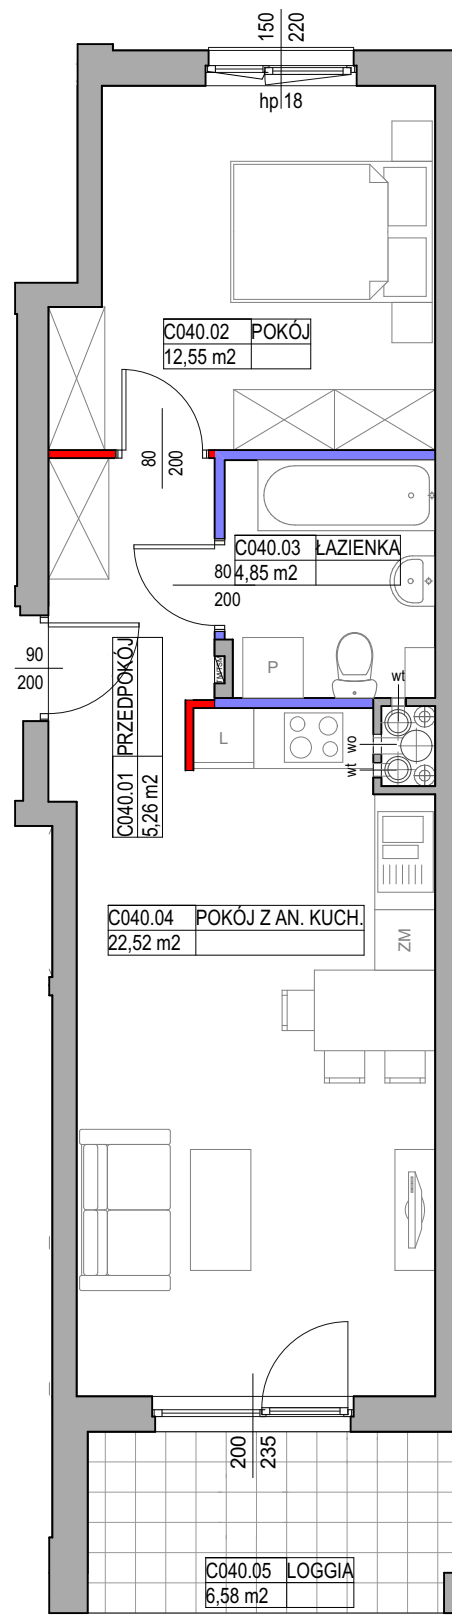 150
220
hp 18
C040.02 POKÓJ
12,55 m2
80
200
C040.03 ŁAZIENKA
4,85 m2
80
200
90
200
C040.01 PRZEDPOKÓJ
5,26 m2
P
wt
L
wo
wt
C040.04 POKÓJ Z AN. KUCH.
22,52 m2
ZM
200
235
C040.05 LOGGIA
6,58 m2